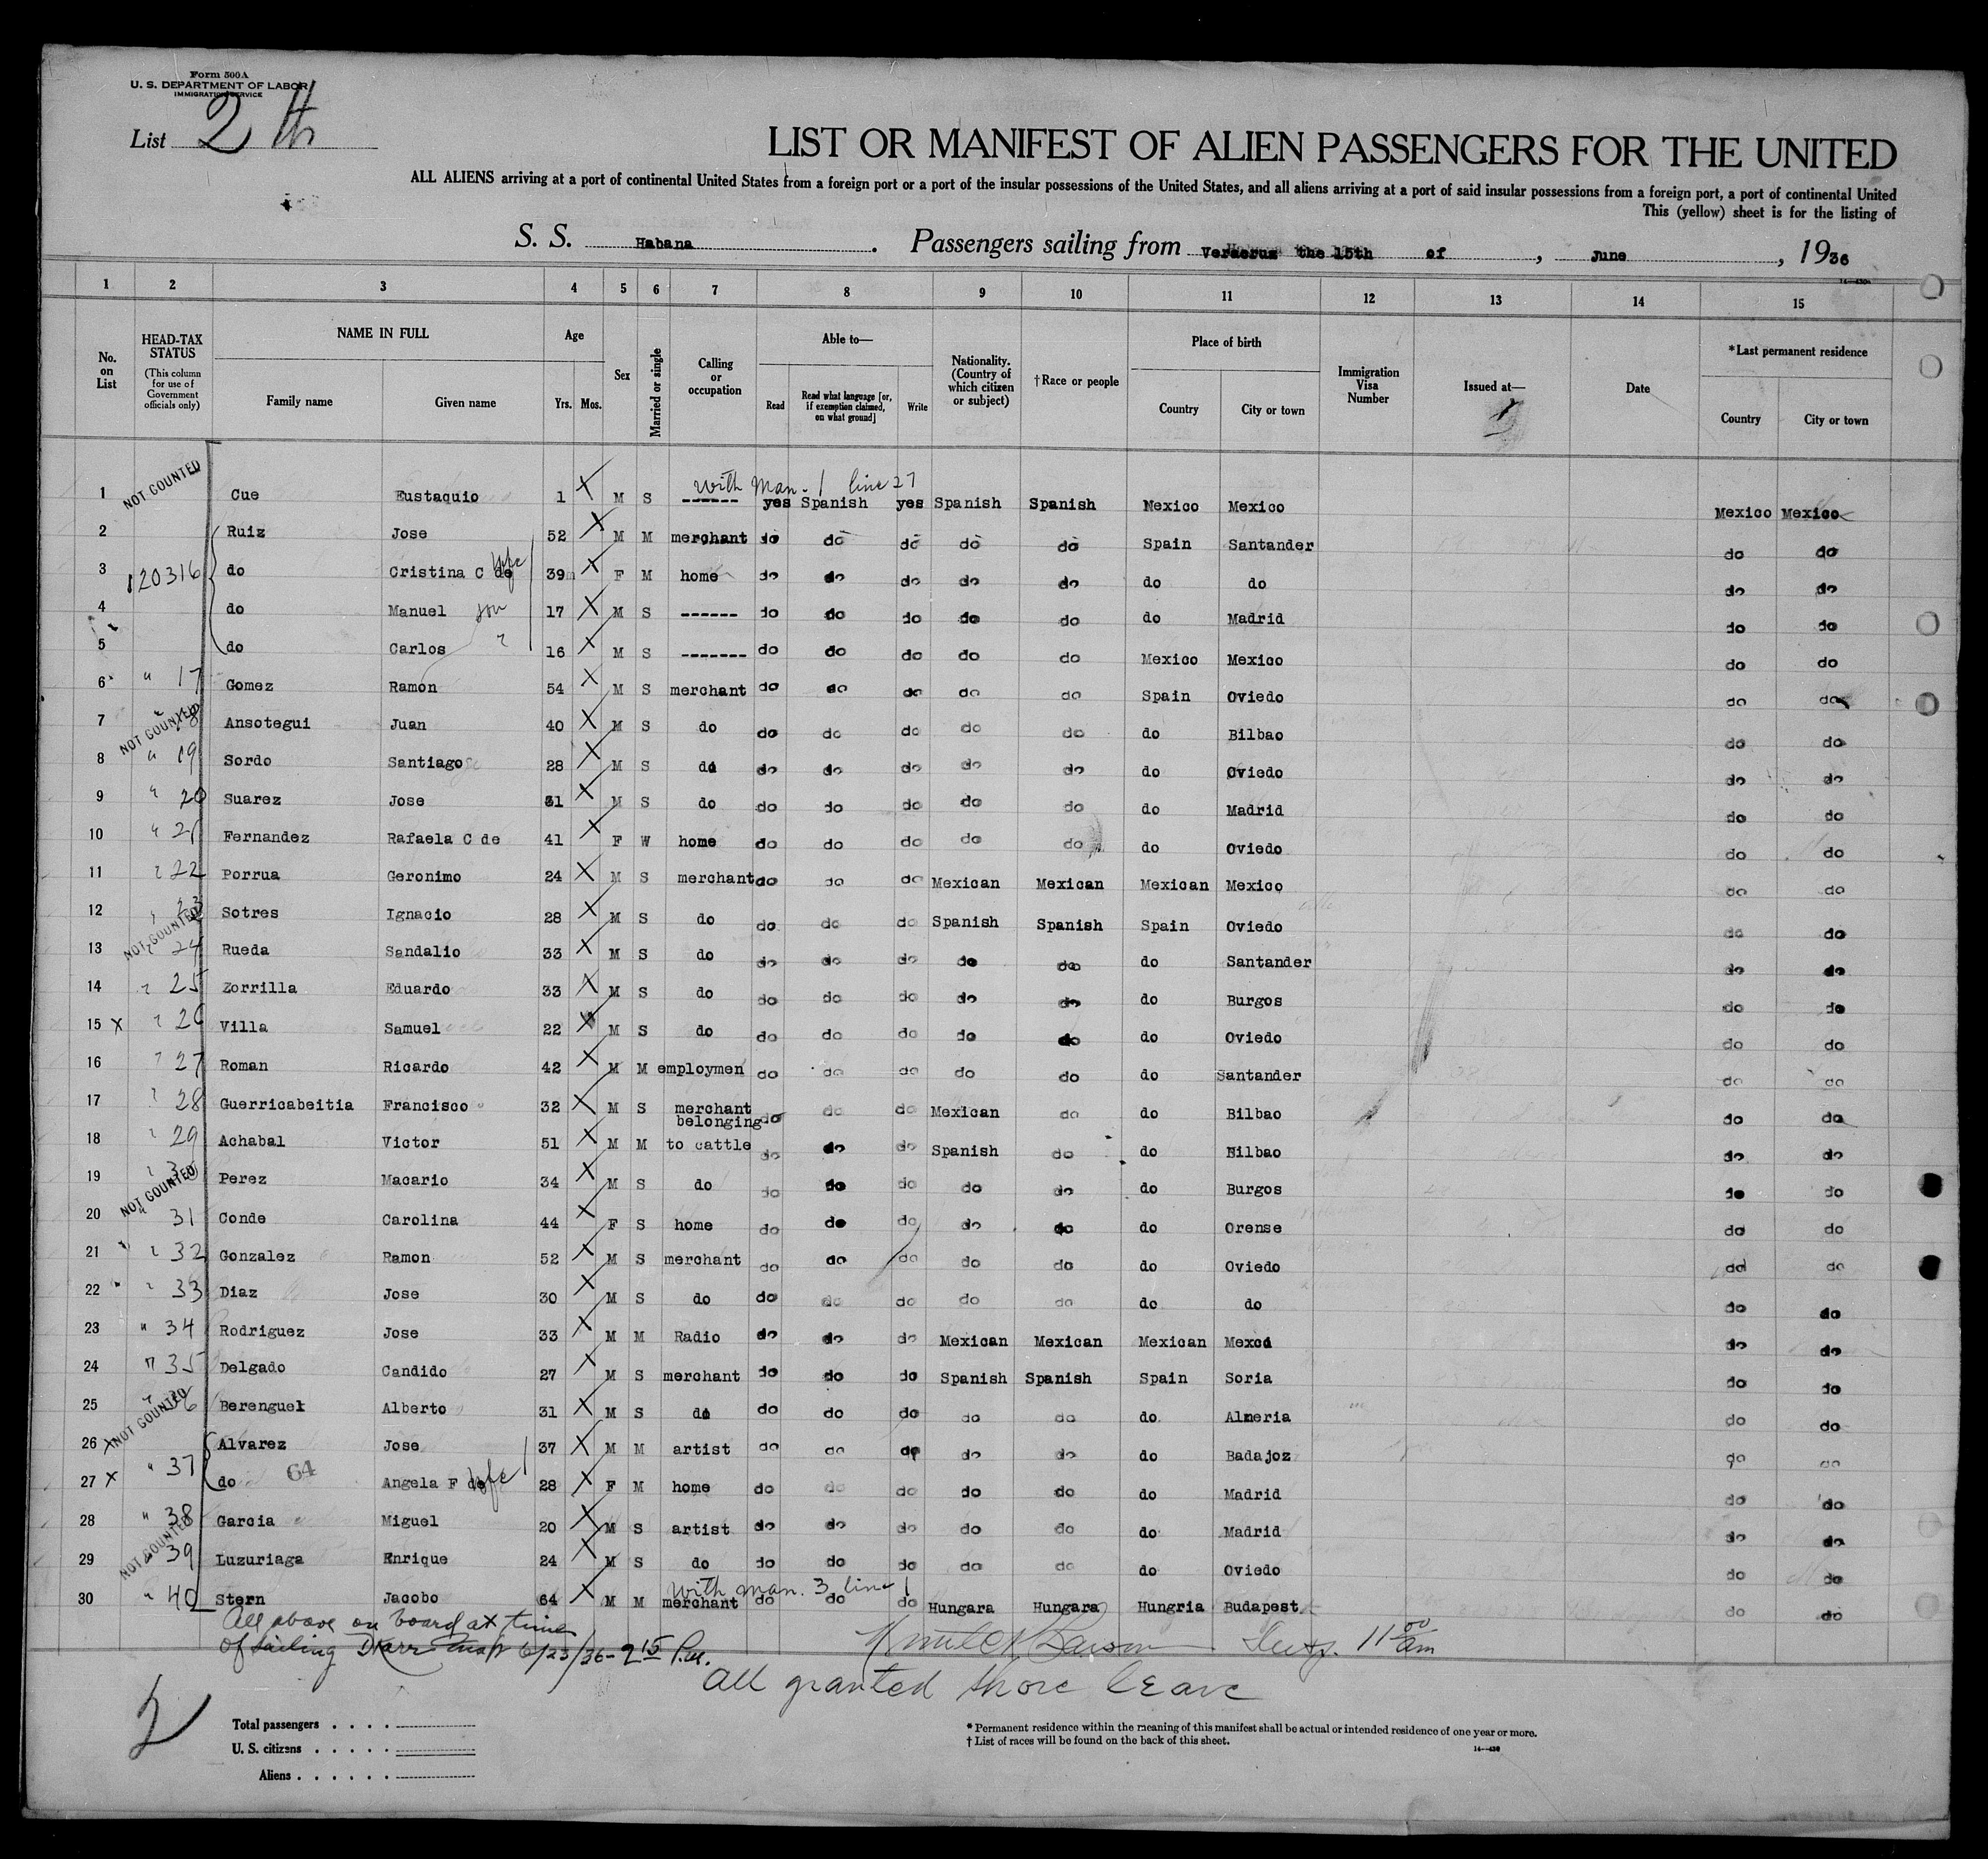 Form 500A
U. S. DEPARTMENT OF LABOR
IMMIGRATION SERVICE
List 2 th
LIST OR MANIFEST OF ALIEN PASSENGERS FOR THE UNITED
ALL ALIENS arriving at a port of continental United States from a foreign port or a port of the insular possessions of the United States, and all aliens arriving at a port of said insular possessions from a foreign port, a port of continental United
This (yellow) sheet is for the listing of
S. S. Habana . Passengers sailing from Veracruz the 15th of , June , 1936
1 2 3 4 5 6 7 8 9 10 11 12 13 14 15
No. on List
HEAD-TAX STATUS
(This column for use of Government officials only)
NAME IN FULL
Family name Given name
Age
Yrs. Mos.
Sex
Married or single
Calling or occupation
Able to—
Read Read what language [or, if exemption claimed, on what ground] Write
Nationality. (Country of which citizen or subject)
†Race or people
Place of birth
Country City or town
Immigration Visa Number
Issued at—
Date
*Last permanent residence
Country City or town
with Man. 1 line 27
1 NOT COUNTED Cue Eustaquio 1 M S ------ yes Spanish yes Spanish Spanish Mexico Mexico Mexico Mexico
2 Ruiz Jose 52 M M merchant do do do do do Spain Santander do do
3 120316 do Cristina C de wife 39 F M home do do do do do do do do do
4 do Manuel son 17 M S ------ do do do do do do Madrid do do
5 do Carlos 16 M S ------- do do do do do Mexico Mexico do do
6 " 17 Gomez Ramon 54 M S merchant do do do do do Spain Oviedo do do
7 NOT COUNTED " 18 Ansotegui Juan 40 M S do do do do do do do Bilbao do do
8 " 19 Sordo Santiago 28 M S do do do do do do do Oviedo do do
9 " 20 Suarez Jose 31 M S do do do do do do do Madrid do do
10 " 21 Fernandez Rafaela C de 41 F W home do do do do do do Oviedo do do
11 " 22 Porrua Geronimo 24 M S merchant do do do Mexican Mexican Mexican Mexico do do
12 NOT COUNTED " 23 Sotres Ignacio 28 M S do do do do Spanish Spanish Spain Oviedo do do
13 " 24 Rueda Sandalio 33 M S do do do do do do do Santander do do
14 " 25 Zorrilla Eduardo 33 M S do do do do do do do Burgos do do
15 X " 26 Villa Samuel 22 M S do do do do do do do Oviedo do do
16 " 27 Roman Ricardo 42 M M employmen do do do do do do Santander do do
17 " 28 Guerricabeitia Francisco 32 M S merchant do do do Mexican do do Bilbao do do
18 " 29 Achabal Victor 51 M M belonging to cattle do do do Spanish do do Bilbao do do
19 NOT COUNTED " 30 Perez Macario 34 M S do do do do do do do Burgos do do
20 " 31 Conde Carolina 44 F S home do do do do do do Orense do do
21 " 32 Gonzalez Ramon 52 M S merchant do do do do do do Oviedo do do
22 " 33 Diaz Jose 30 M S do do do do do do do do do do
23 " 34 Rodriguez Jose 33 M M Radio do do do Mexican Mexican Mexican Mexco do do
24 " 35 Delgado Candido 27 M S merchant do do do Spanish Spanish Spain Soria do do
25 NOT COUNTED " 36 Berenguer Alberto 31 M S do do do do do do do Almeria do do
26 X Alvarez Jose 37 M M artist do do do do do do Badajoz do do
27 X " 37 do 64 Angela F de wife 28 F M home do do do do do do Madrid do do
28 " 38 Garcia Miguel 20 M S artist do do do do do do Madrid do do
29 NOT COUNTED " 39 Luzuriaga Enrique 24 M S do do do do do do do Oviedo do do
with man. 3 line 1
30 " 40 Stern Jacobo 64 M M merchant do do do Hungara Hungara Hungria Budapest do do
All above on board at time
of sailing 6/23/36 - 2 15 P.M. 11 00 am
All granted shore leave
2
Total passengers . . . .
U. S. citizens . . . . .
Aliens . . . . . .
* Permanent residence within the meaning of this manifest shall be actual or intended residence of one year or more.
† List of races will be found on the back of this sheet.
14—430